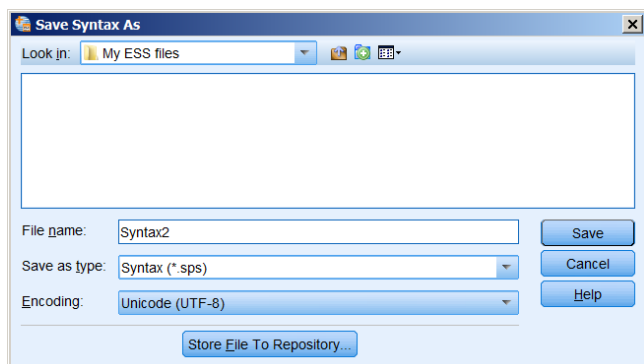 Save Syntax As
Look in: My ESS files
File name: Syntax2 Save
Save as type: Syntax (*.sps) Cancel
Encoding: Unicode (UTF-8) Help
Store File To Repository...